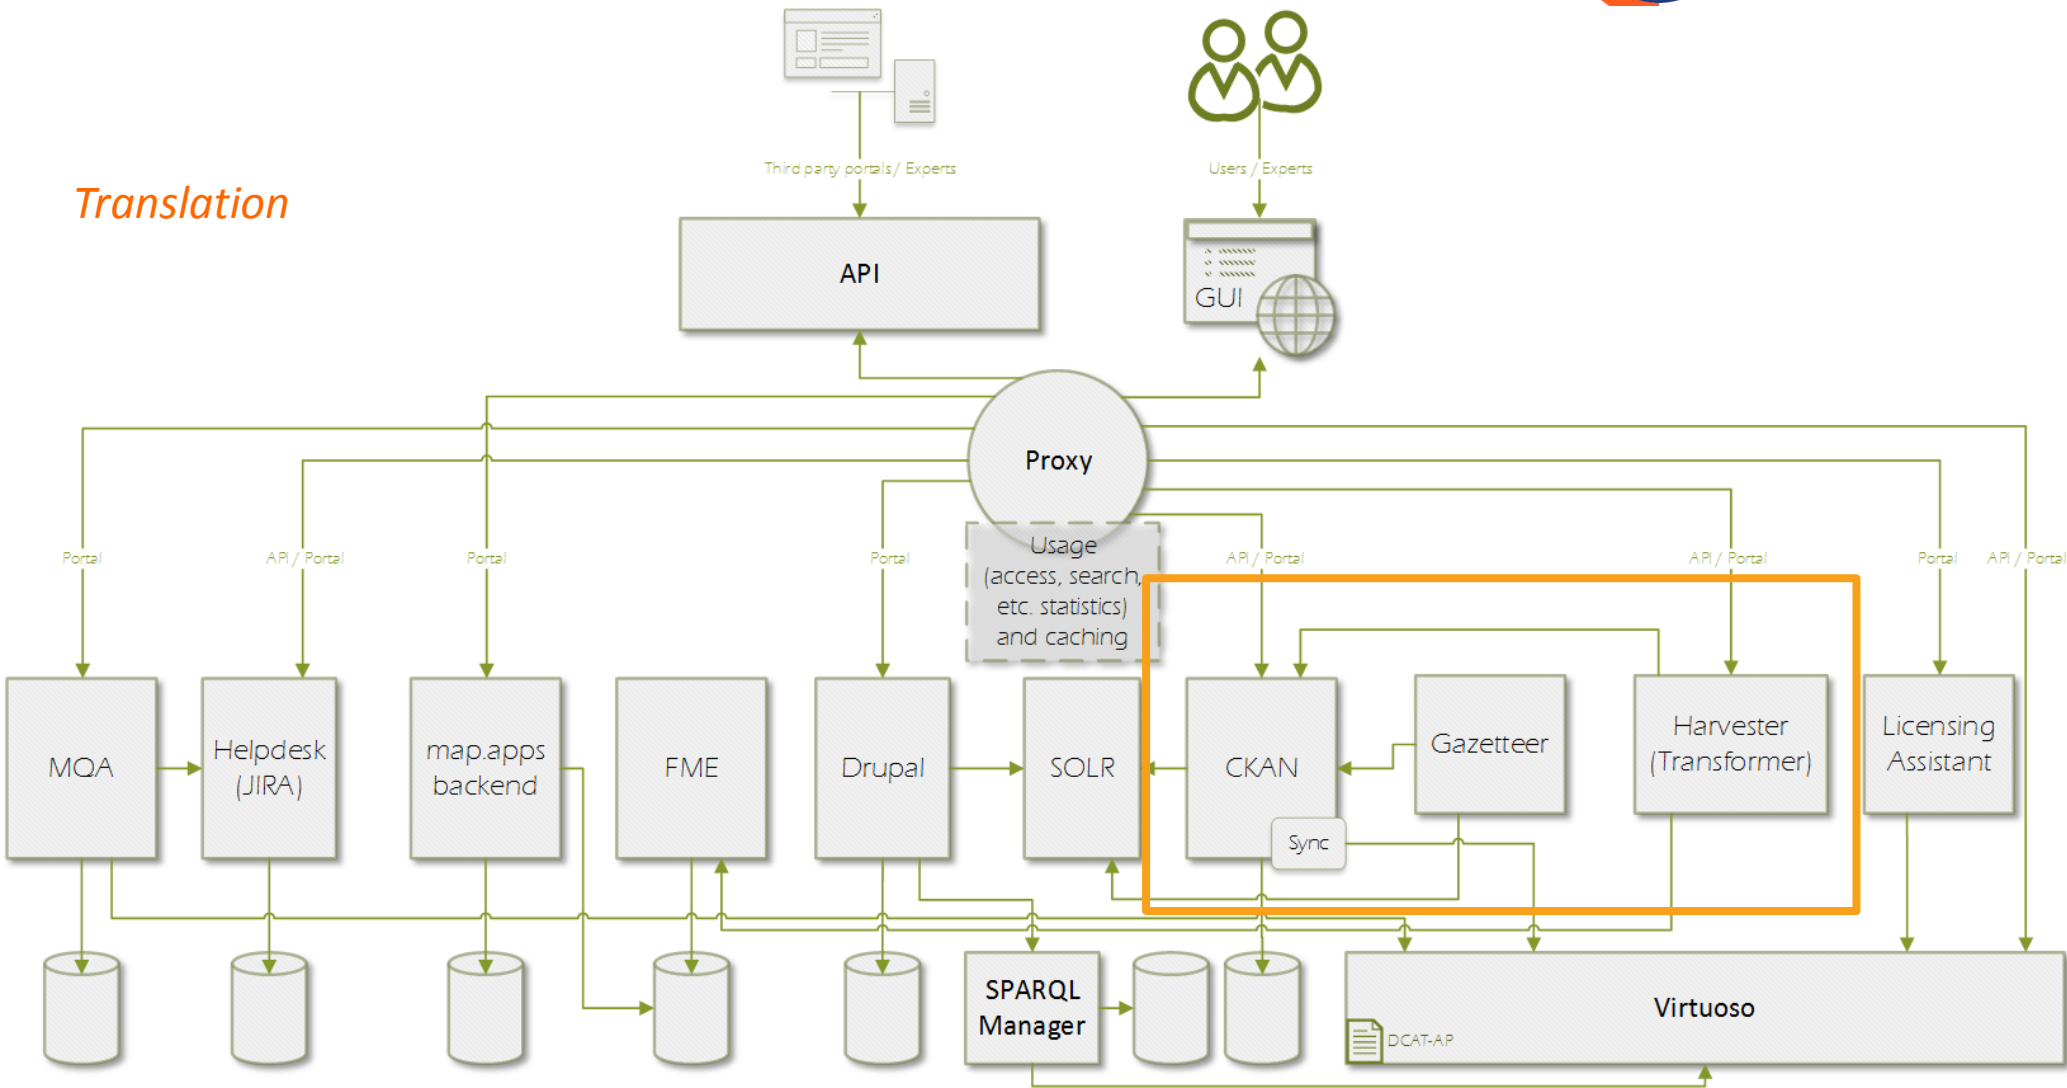 Third party portals / Experts
Users / Experts
Translation
API
GUI
Proxy
Usage
(access, search,
etc. statistics)
and caching
Portal
API / Portal
Portal
Portal
API / Portal
API / Portal
Portal
API / Portal
MQA
Helpdesk
(JIRA)
map.apps
backend
FME
Drupal
SOLR
CKAN
Sync
Gazetteer
Harvester
(Transformer)
Licensing
Assistant
SPARQL
Manager
Virtuoso
DCAT-AP